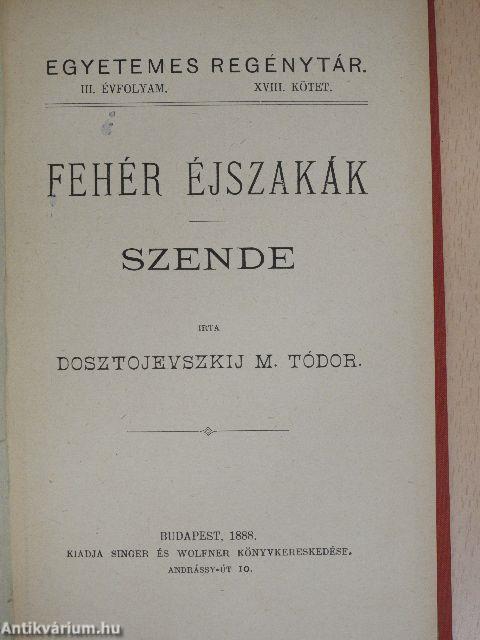 EGYETEMES REGÉNYTÁR.
III. ÉVFOLYAM. XVIII. KÖTET.
FEHÉR ÉJSZAKÁK
SZENDE
IRTA
DOSZTOJEVSZKIJ M. TÓDOR.
BUDAPEST, 1888.
KIADJA SINGER ÉS WOLFNER KÖNYVKERESKEDÉSE.
ANDRÁSSY-ÚT 10.
Antikvárium.hu